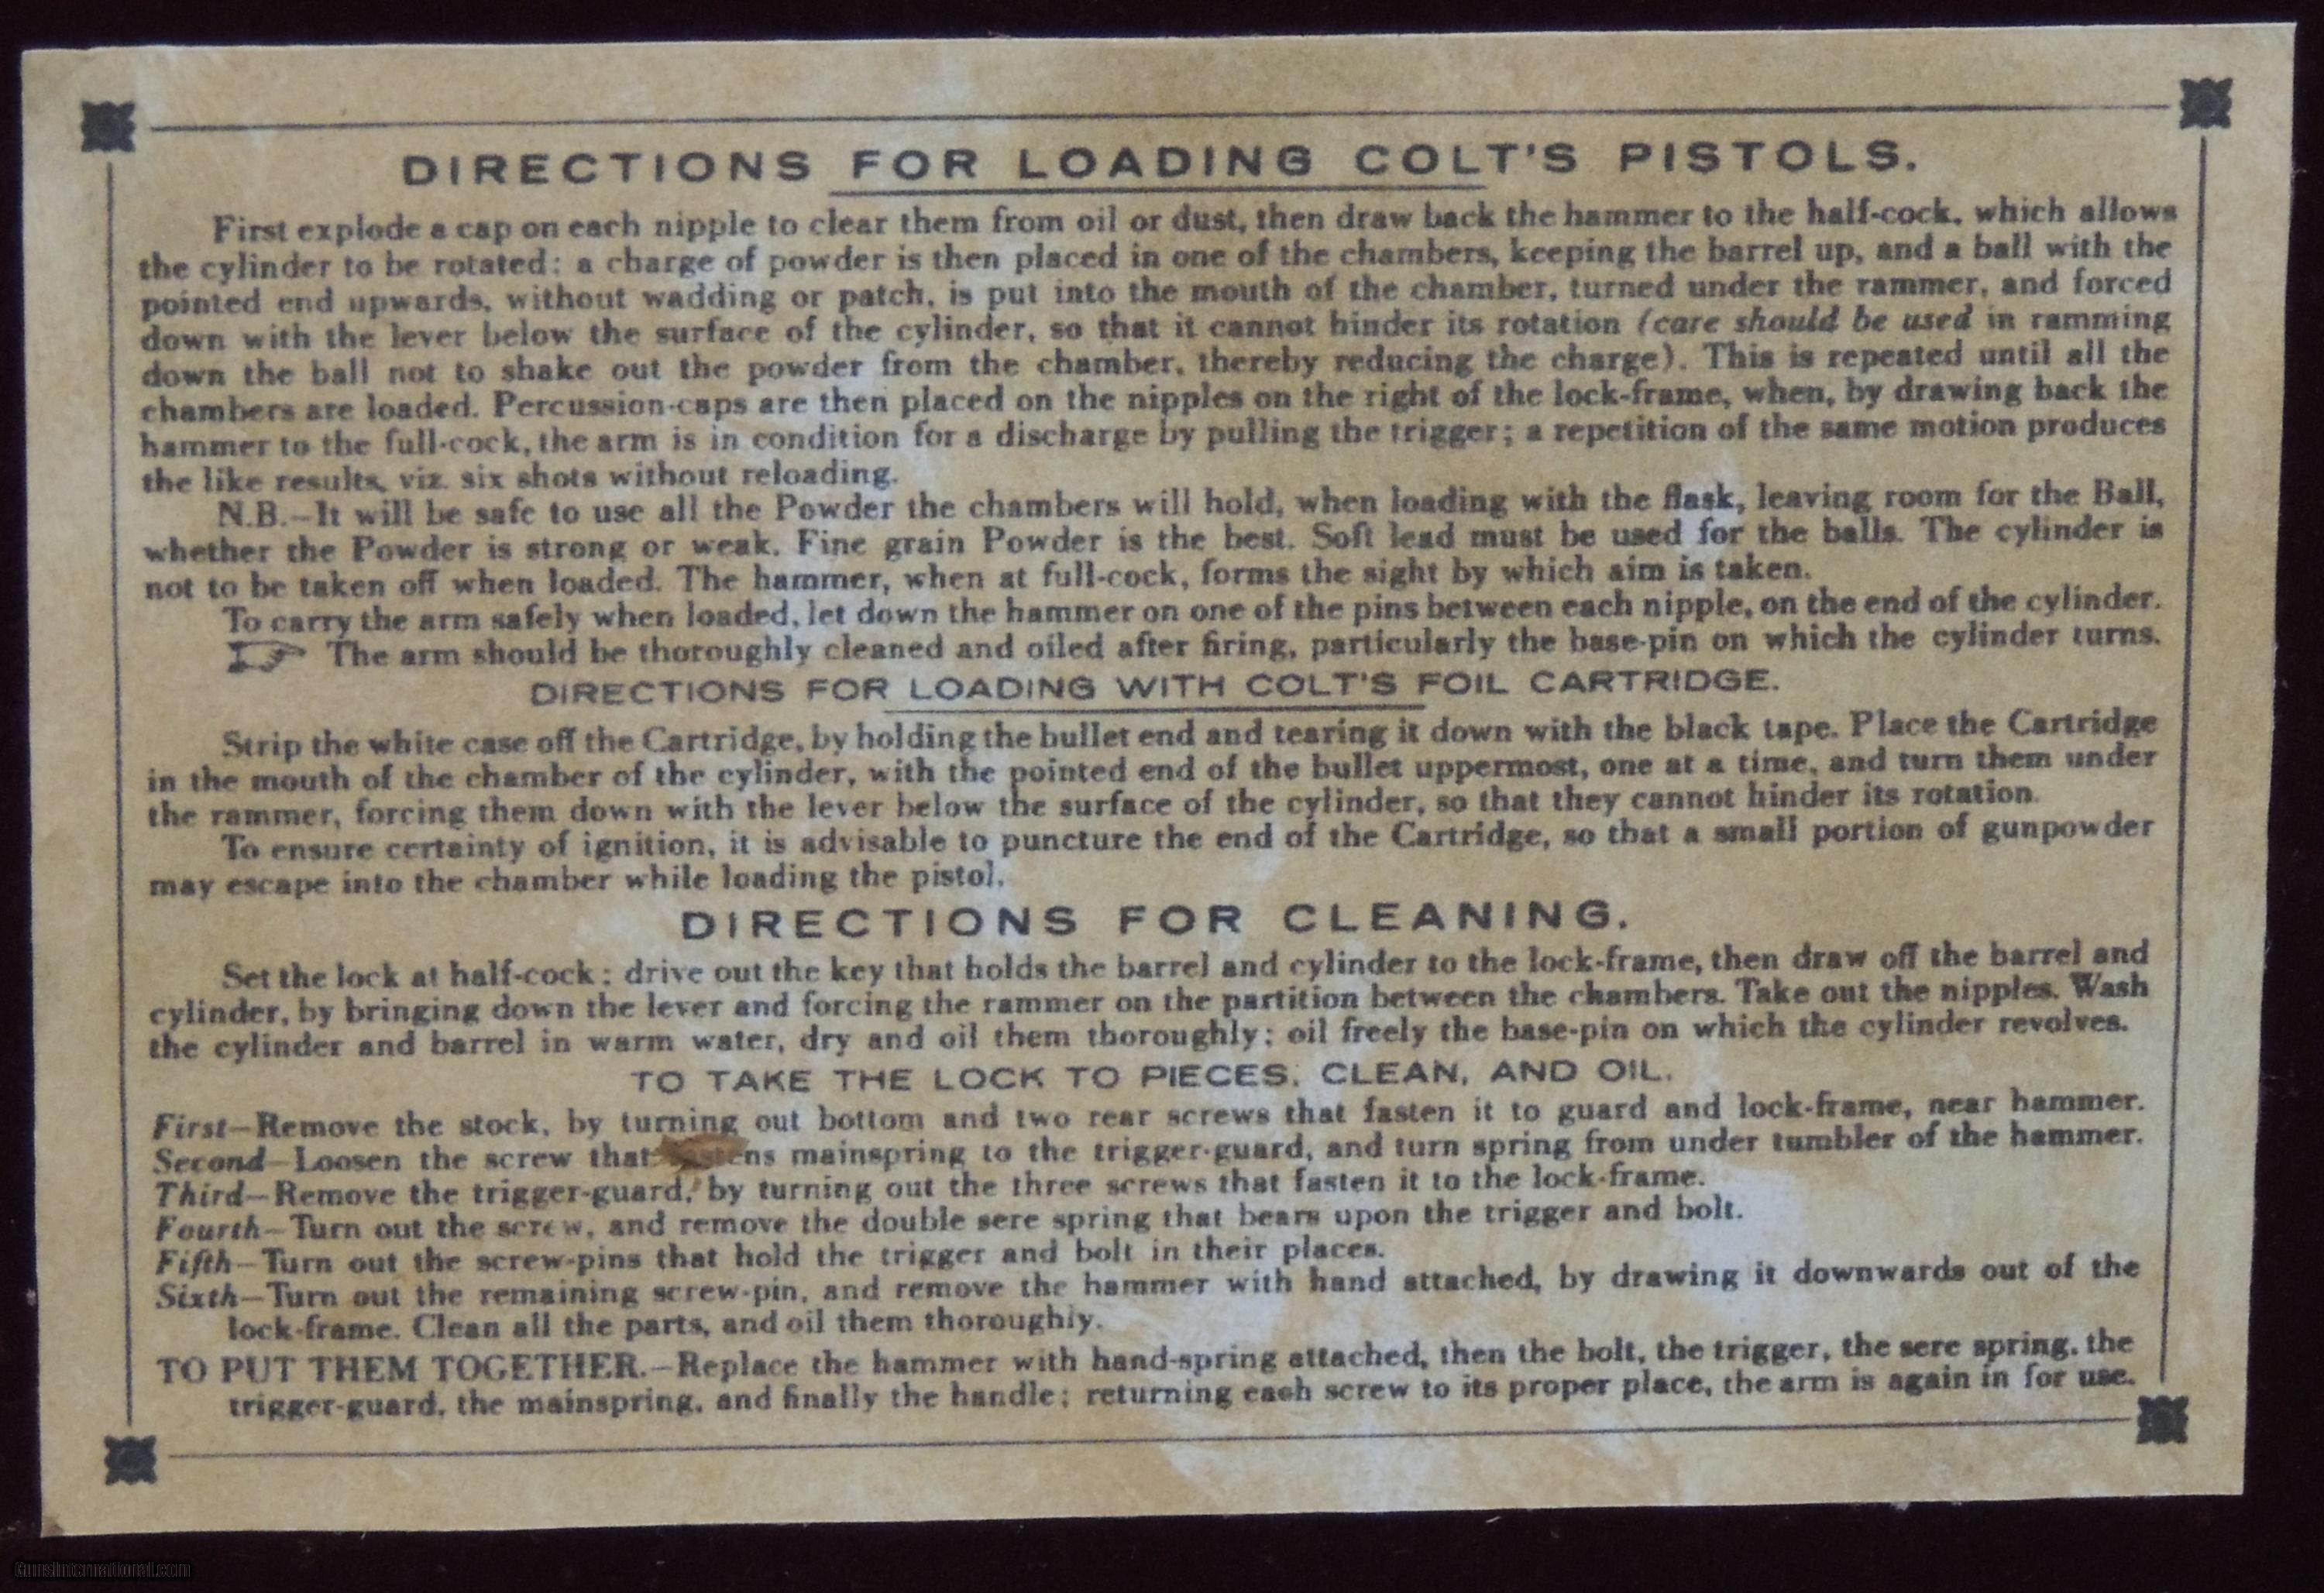 DIRECTIONS FOR LOADING COLT'S PISTOLS.
First explode a cap on each nipple to clear them from oil or dust, then draw back the hammer to the half-cock, which allows
the cylinder to be rotated; a charge of powder is then placed in one of the chambers, keeping the barrel up, and a ball with the
pointed end upwards, without wadding or patch, is put into the mouth of the chamber, turned under the rammer, and forced
down with the lever below the surface of the cylinder, so that it cannot hinder its rotation (care should be used in ramming
down the ball not to shake out the powder from the chamber, thereby reducing the charge). This is repeated until all the
chambers are loaded. Percussion-caps are then placed on the nipples on the right of the lock-frame, when, by drawing back the
hammer to the full-cock, the arm is in condition for a discharge by pulling the trigger; a repetition of the same motion produces
the like results, viz. six shots without reloading.
N.B.—It will be safe to use all the Powder the chambers will hold, when loading with the flask, leaving room for the Ball,
whether the Powder is strong or weak. Fine grain Powder is the best. Soft lead must be used for the balls. The cylinder is
not to be taken off when loaded. The hammer, when at full-cock, forms the sight by which aim is taken.
To carry the arm safely when loaded, let down the hammer on one of the pins between each nipple, on the end of the cylinder.
☞ The arm should be thoroughly cleaned and oiled after firing, particularly the base-pin on which the cylinder turns.
DIRECTIONS FOR LOADING WITH COLT'S FOIL CARTRIDGE.
Strip the white case off the Cartridge, by holding the bullet end and tearing it down with the black tape. Place the Cartridge
in the mouth of the chamber of the cylinder, with the pointed end of the bullet uppermost, one at a time, and turn them under
the rammer, forcing them down with the lever below the surface of the cylinder, so that they cannot hinder its rotation.
To ensure certainty of ignition, it is advisable to puncture the end of the Cartridge, so that a small portion of gunpowder
may escape into the chamber while loading the pistol.
DIRECTIONS FOR CLEANING.
Set the lock at half-cock; drive out the key that holds the barrel and cylinder to the lock-frame, then draw off the barrel and
cylinder, by bringing down the lever and forcing the rammer on the partition between the chambers. Take out the nipples. Wash
the cylinder and barrel in warm water, dry and oil them thoroughly; oil freely the base-pin on which the cylinder revolves.
TO TAKE THE LOCK TO PIECES, CLEAN, AND OIL.
First—Remove the stock, by turning out bottom and two rear screws that fasten it to guard and lock-frame, near hammer.
Second—Loosen the screw that mainspring to the trigger-guard, and turn spring from under tumbler of the hammer.
Third—Remove the trigger-guard, by turning out the three screws that fasten it to the lock-frame.
Fourth—Turn out the screw, and remove the double sere spring that bears upon the trigger and bolt.
Fifth—Turn out the screw-pins that hold the trigger and bolt in their places.
Sixth—Turn out the remaining screw-pin, and remove the hammer with hand attached, by drawing it downwards out of the
lock-frame. Clean all the parts, and oil them thoroughly.
TO PUT THEM TOGETHER.—Replace the hammer with hand-spring attached, then the bolt, the trigger, the sere spring, the
trigger-guard, the mainspring, and finally the handle; returning each screw to its proper place, the arm is again in for use.
GunsInternational.com